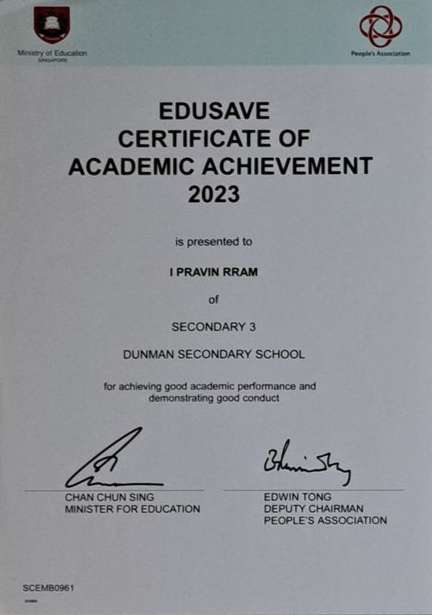 Ministry of Education
SINGAPORE
People's Association
EDUSAVE
CERTIFICATE OF
ACADEMIC ACHIEVEMENT
2023
is presented to
I PRAVIN RRAM
of
SECONDARY 3
DUNMAN SECONDARY SCHOOL
for achieving good academic performance and
demonstrating good conduct
CHAN CHUN SING
MINISTER FOR EDUCATION
EDWIN TONG
DEPUTY CHAIRMAN
PEOPLE'S ASSOCIATION
SCEMB0961